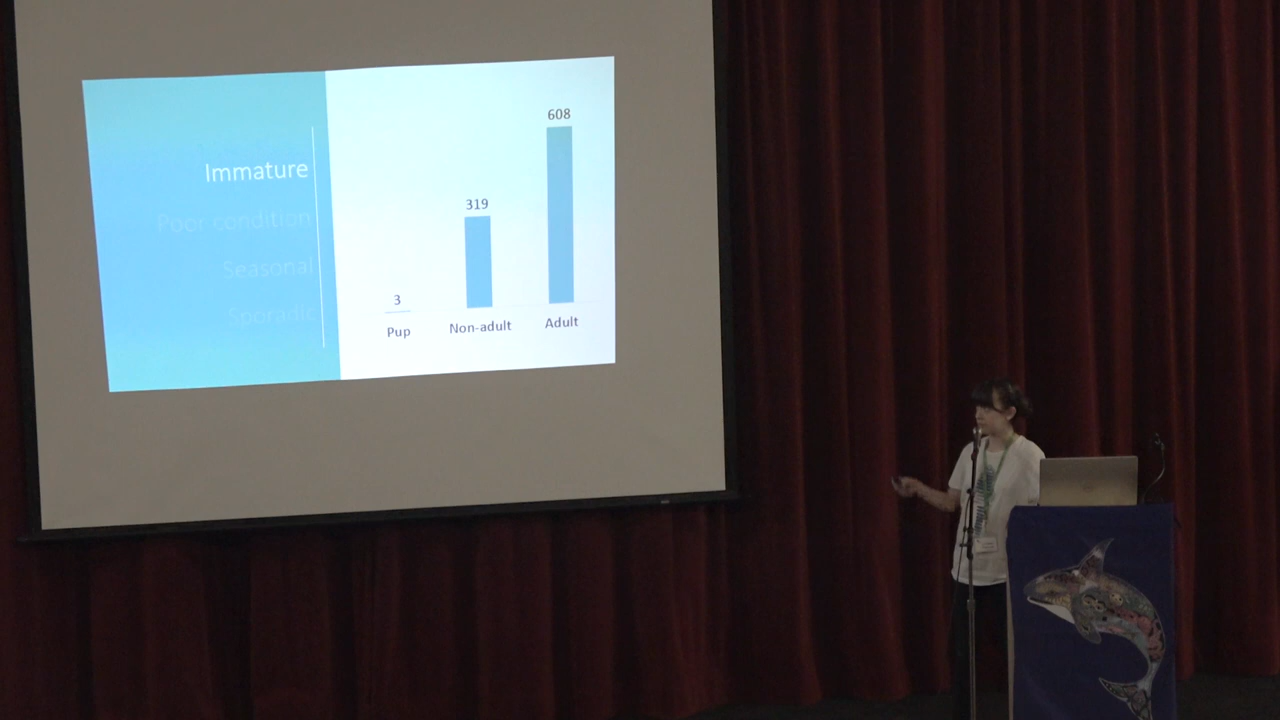 Immature
Poor condition
Seasonal
Sporadic
608
319
3
Pup
Non-adult
Adult